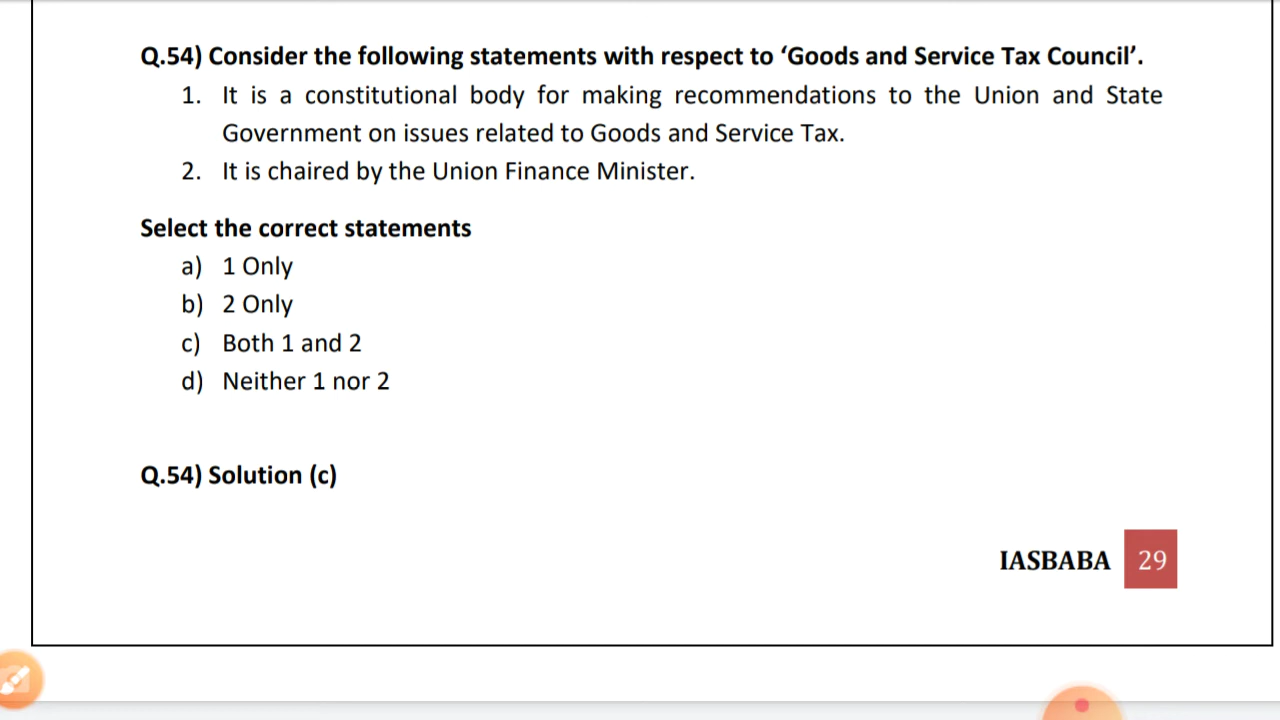 Q.54) Consider the following statements with respect to ‘Goods and Service Tax Council’.
1. It is a constitutional body for making recommendations to the Union and State
Government on issues related to Goods and Service Tax.
2. It is chaired by the Union Finance Minister.
Select the correct statements
a) 1 Only
b) 2 Only
c) Both 1 and 2
d) Neither 1 nor 2
Q.54) Solution (c)
IASBABA 29